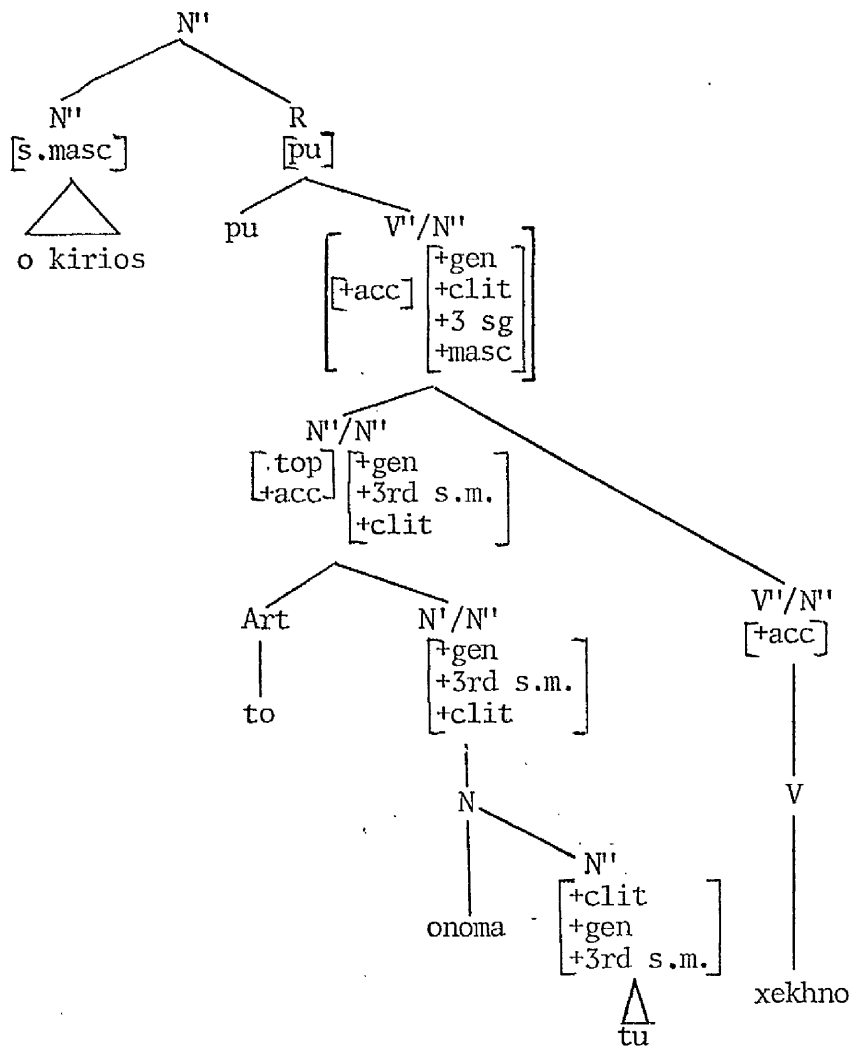 N"
N" R
[s.masc] [pu]
pu V"/N"
o kirios
[+acc] [+gen
+clit
+3 sg
+masc]
N"/N"
[.top
+acc] [+gen
+3rd s.m.
+clit]
V"/N"
[+acc]
Art N'/N"
[+gen
+3rd s.m.
+clit]
to
N V
N"
[+clit
+gen
+3rd s.m.]
onoma
xekhno
tu